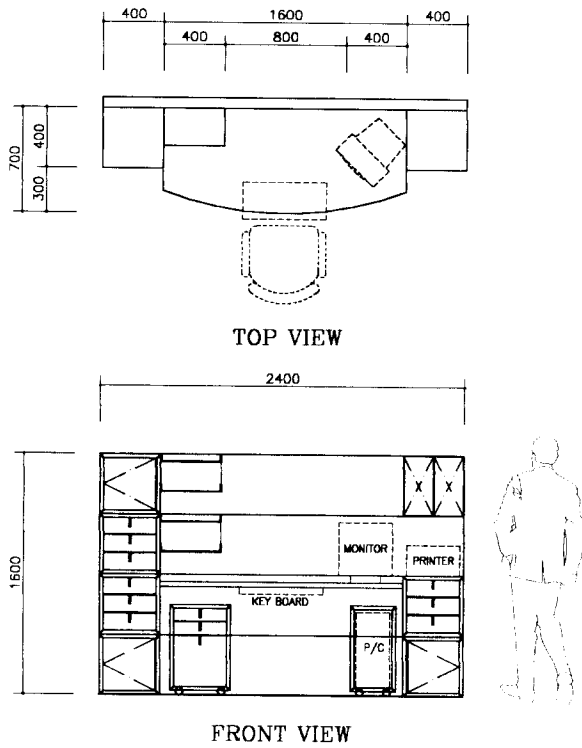 400 1600 400
400 800 400
700
400
300
TOP VIEW
2400
1600
X X
MONITOR
PRINTER
KEY BOARD
P/C
FRONT VIEW